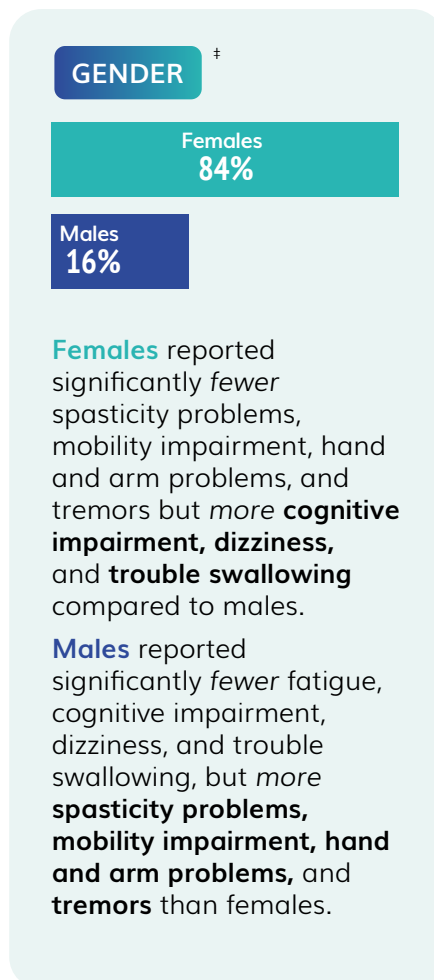 GENDER ‡
Females
84%
Males
16%
Females reported
significantly fewer
spasticity problems,
mobility impairment, hand
and arm problems, and
tremors but more cognitive
impairment, dizziness,
and trouble swallowing
compared to males.
Males reported
significantly fewer fatigue,
cognitive impairment,
dizziness, and trouble
swallowing, but more
spasticity problems,
mobility impairment, hand
and arm problems, and
tremors than females.